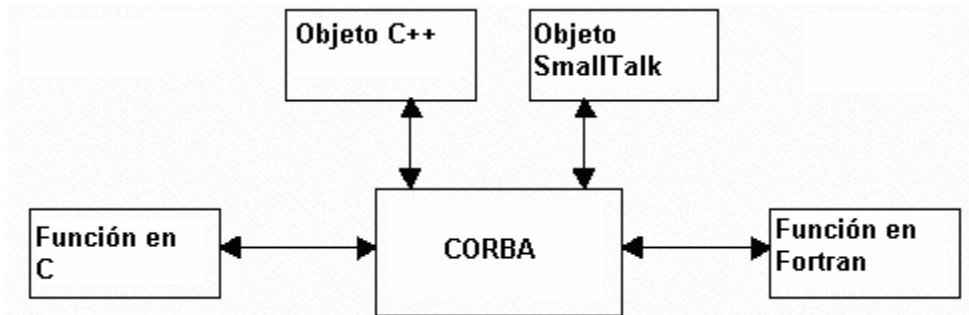 Objeto C++
Objeto
SmallTalk
Función en
C
CORBA
Función en
Fortran